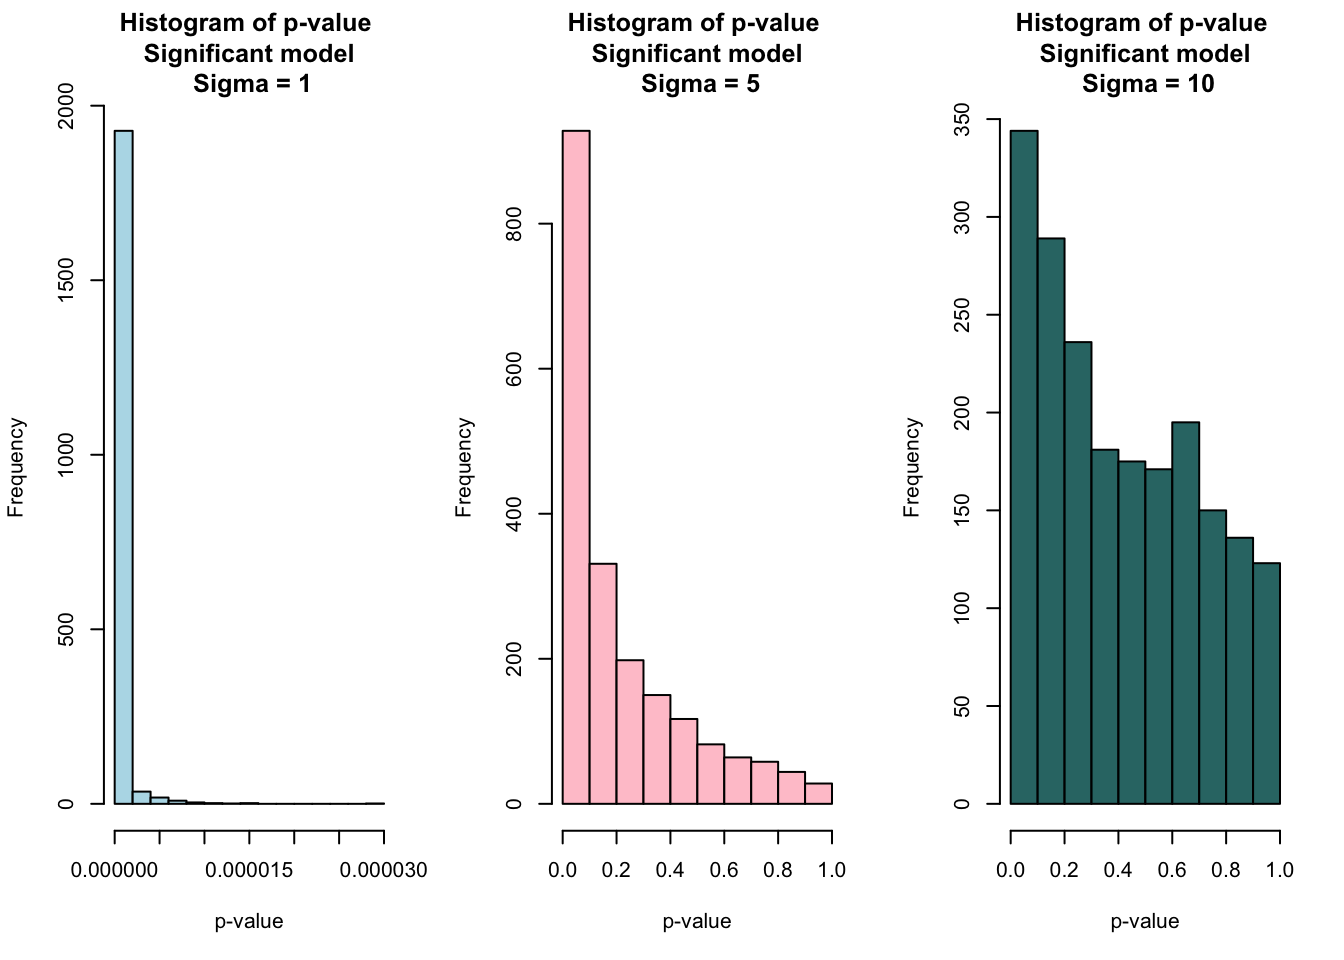 Histogram of p-value
Significant model
Sigma = 1
Frequency
0
500
1000
1500
2000
0.000000
0.000015
0.000030
p-value
Histogram of p-value
Significant model
Sigma = 5
Frequency
0
200
400
600
800
0.0
0.2
0.4
0.6
0.8
1.0
p-value
Histogram of p-value
Significant model
Sigma = 10
Frequency
0
50
100
150
200
250
300
350
0.0
0.2
0.4
0.6
0.8
1.0
p-value